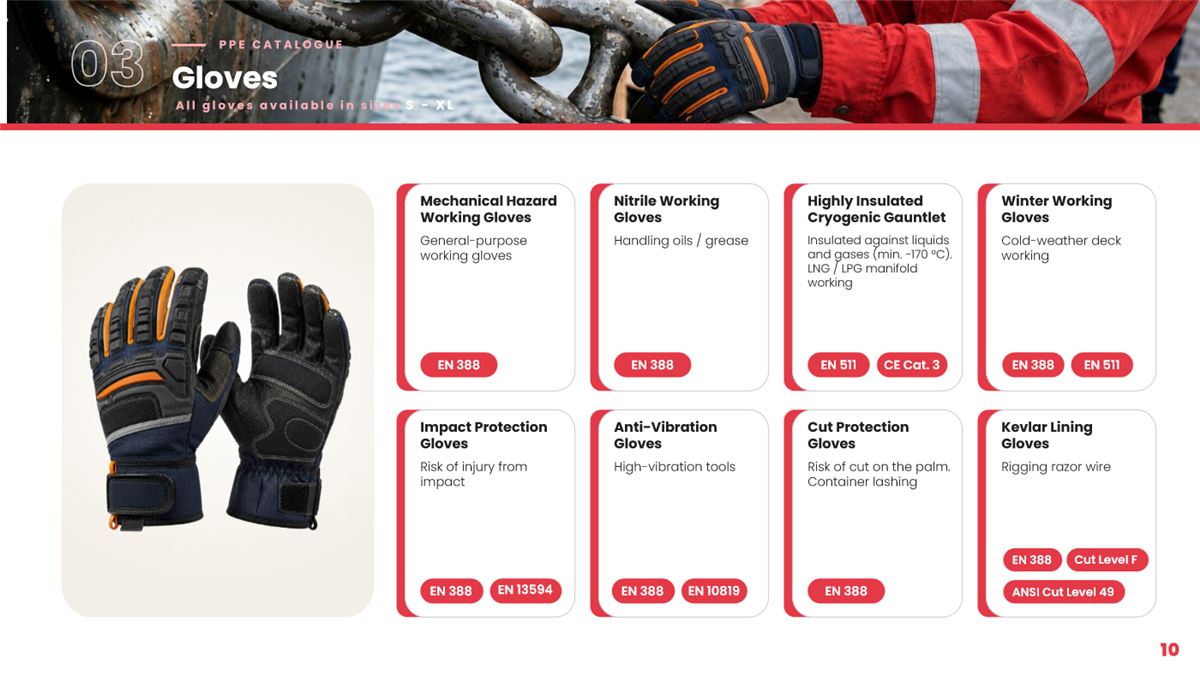 03
PPE CATALOGUE
Gloves
All gloves available in sizes S - XL
Mechanical Hazard
Working Gloves
General-purpose
working gloves
EN 388
Nitrile Working
Gloves
Handling oils / grease
EN 388
Highly Insulated
Cryogenic Gauntlet
Insulated against liquids
and gases (min. -170 °C).
LNG / LPG manifold
working
EN 511 CE Cat. 3
Winter Working
Gloves
Cold-weather deck
working
EN 388 EN 511
Impact Protection
Gloves
Risk of injury from
impact
EN 388 EN 13594
Anti-Vibration
Gloves
High-vibration tools
EN 388 EN 10819
Cut Protection
Gloves
Risk of cut on the palm.
Container lashing
EN 388
Kevlar Lining
Gloves
Rigging razor wire
EN 388 Cut Level F
ANSI Cut Level 49
10